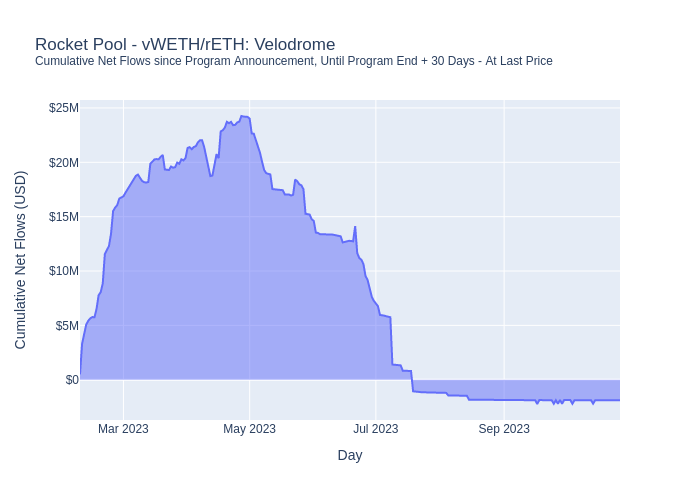 Rocket Pool - vWETH/rETH: Velodrome
Cumulative Net Flows since Program Announcement, Until Program End + 30 Days - At Last Price
$25M
$20M
$15M
$10M
$5M
$0
Cumulative Net Flows (USD)
Mar 2023
May 2023
Jul 2023
Sep 2023
Day